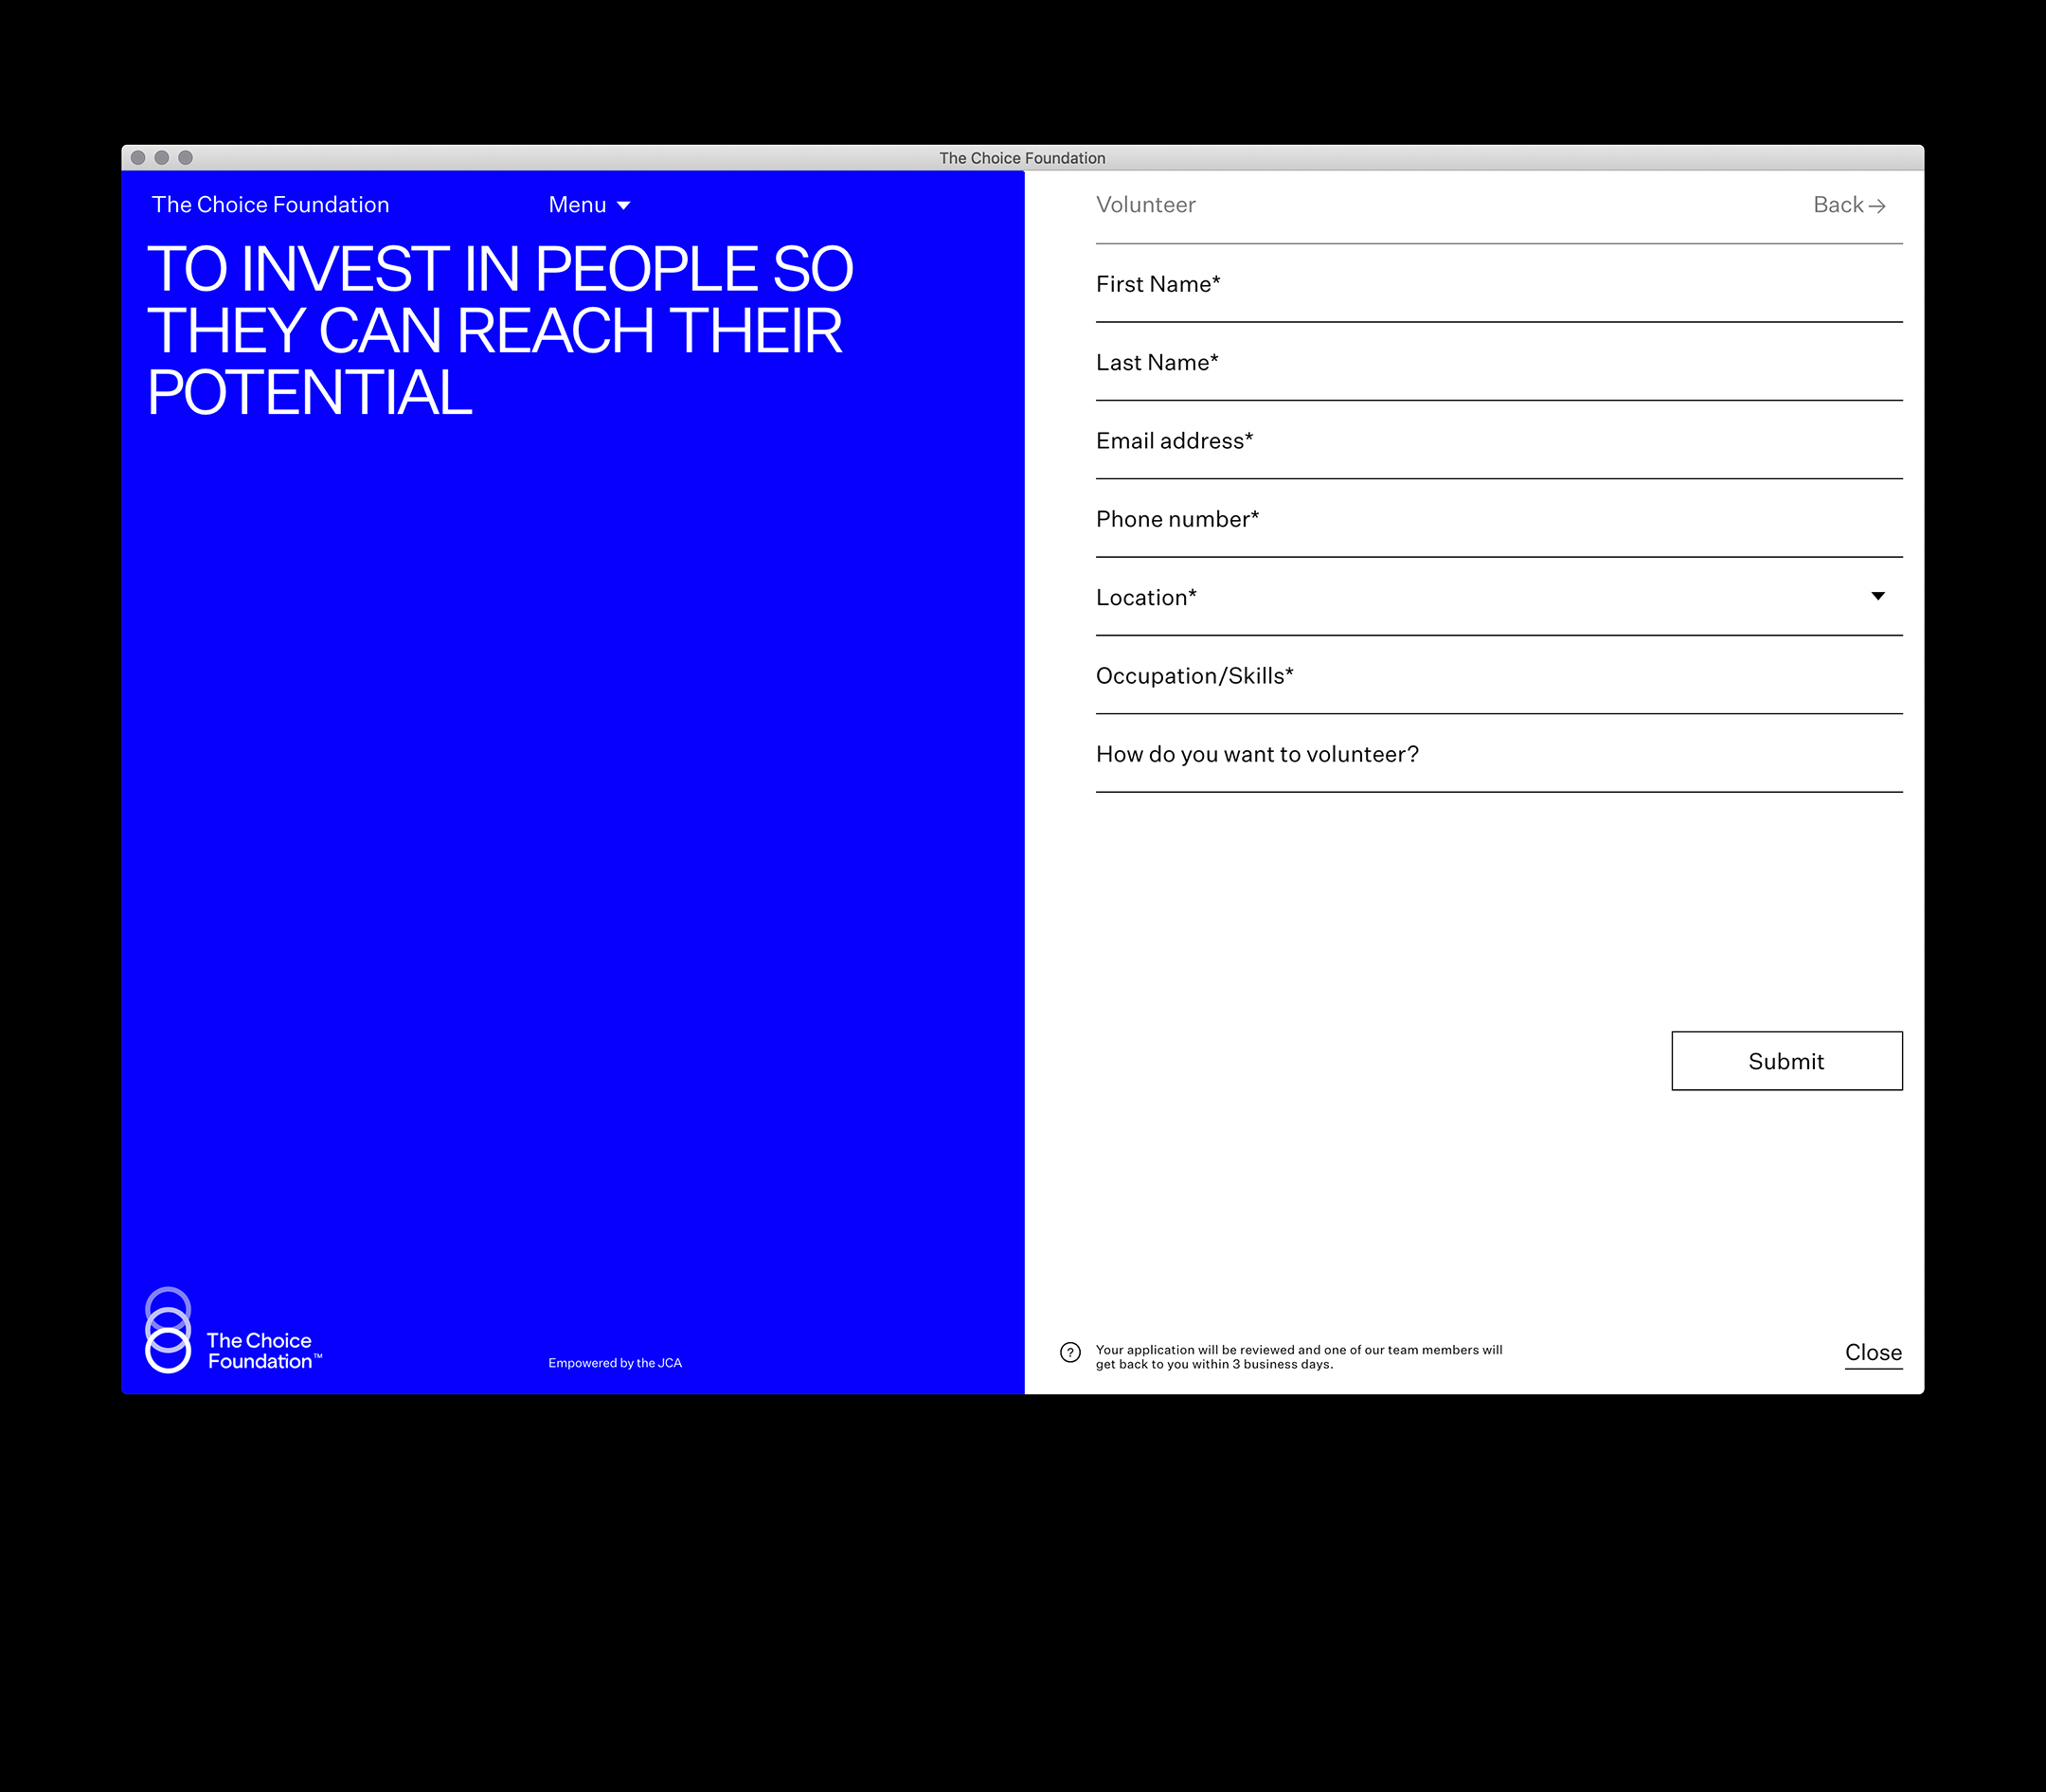 The Choice Foundation
The Choice Foundation
Menu
TO INVEST IN PEOPLE SO
THEY CAN REACH THEIR
POTENTIAL
The Choice
Foundation™
Empowered by the JCA
Volunteer
Back→
First Name*
Last Name*
Email address*
Phone number*
Location*
Occupation/Skills*
How do you want to volunteer?
Submit
?
Your application will be reviewed and one of our team members will
get back to you within 3 business days.
Close